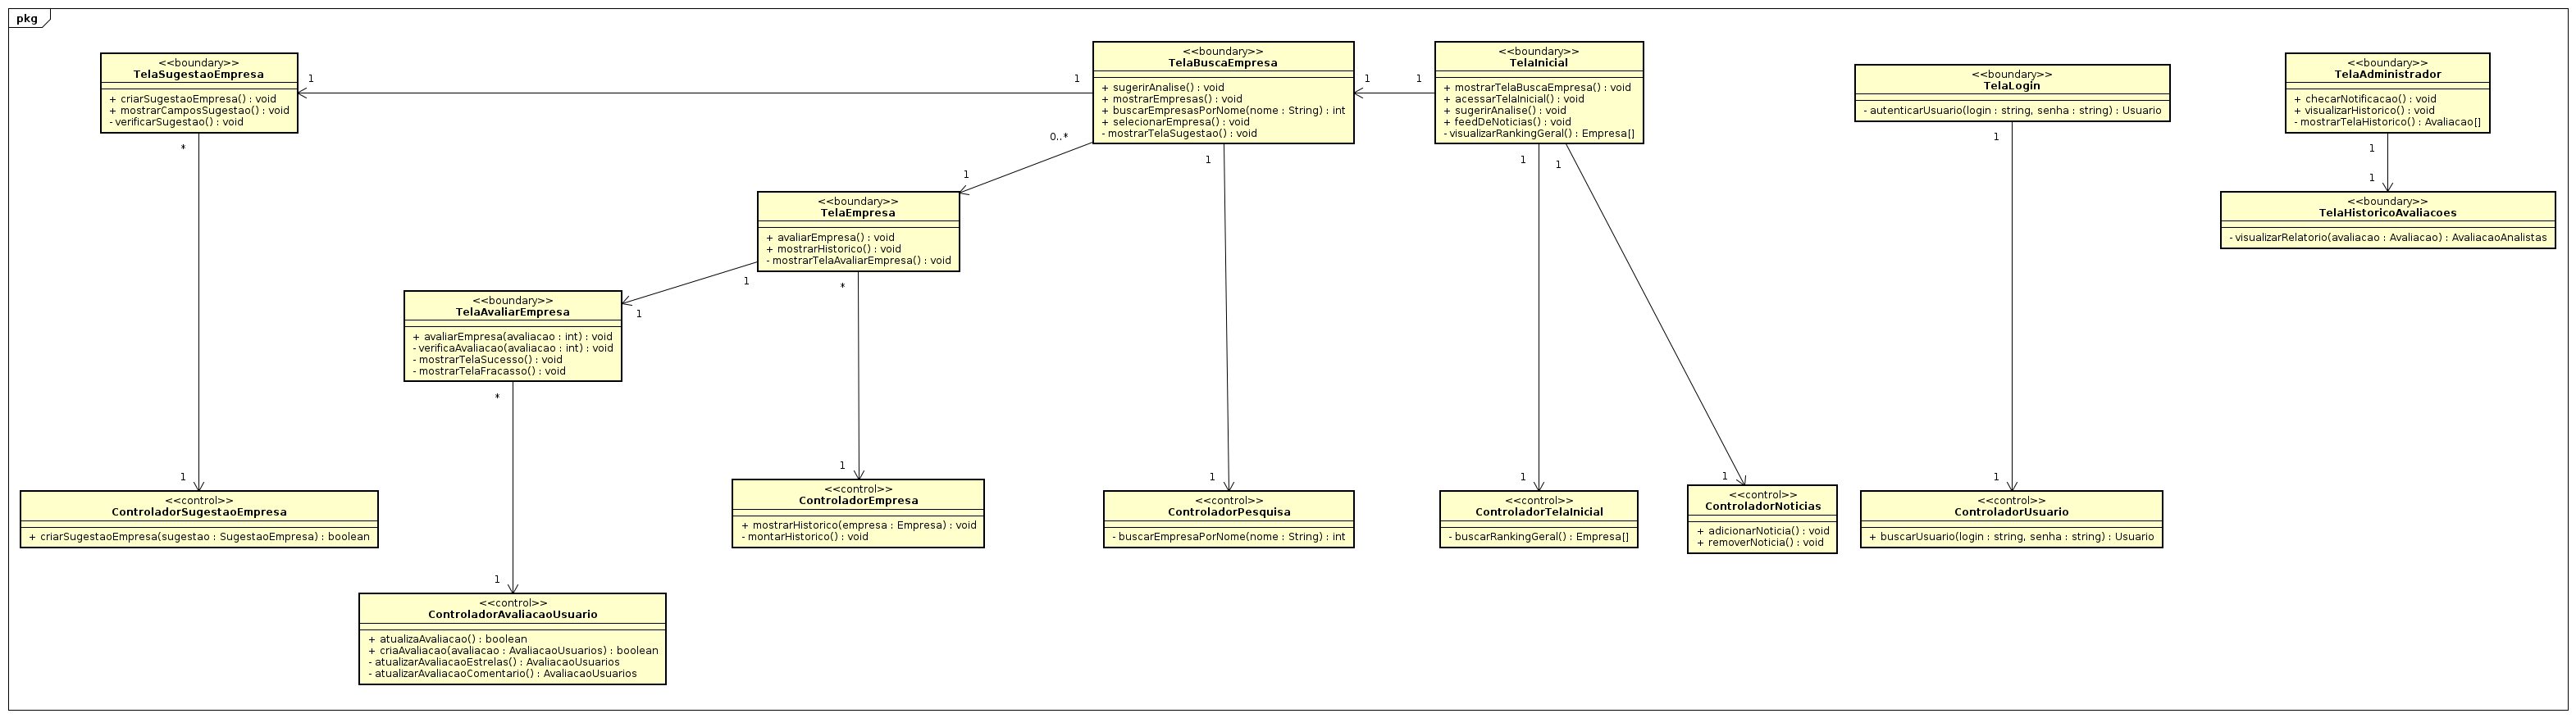 pkg
<<boundary>>
TelaSugestaoEmpresa
+ criarSugestaoEmpresa() : void
+ mostrarCamposSugestao() : void
- verificarSugestao() : void
1
1
<<boundary>>
TelaBuscaEmpresa
+ sugerirAnalise() : void
+ mostrarEmpresas() : void
+ buscarEmpresasPorNome(nome : String) : int
+ selecionarEmpresa() : void
- mostrarTelaSugestao() : void
1
1
<<boundary>>
TelaInicial
+ mostrarTelaBuscaEmpresa() : void
+ acessarTelaInicial() : void
+ sugerirAnalise() : void
+ feedDeNoticias() : void
- visualizarRankingGeral() : Empresa[]
<<boundary>>
TelaLogin
- autenticarUsuario(login : string, senha : string) : Usuario
<<boundary>>
TelaAdministrador
+ checarNotificacao() : void
+ visualizarHistorico() : void
- mostrarTelaHistorico() : Avaliacao[]
*
0..*
1
1
1
1
1
1
1
1
<<boundary>>
TelaEmpresa
+ avaliarEmpresa() : void
+ mostrarHistorico() : void
- mostrarTelaAvaliarEmpresa() : void
<<boundary>>
TelaHistoricoAvaliacoes
- visualizarRelatorio(avaliacao : Avaliacao) : AvaliacaoAnalistas
1
*
1
<<boundary>>
TelaAvaliarEmpresa
+ avaliarEmpresa(avaliacao : int) : void
- verificaAvaliacao(avaliacao : int) : void
- mostrarTelaSucesso() : void
- mostrarTelaFracasso() : void
*
1
1
1
1
1
1
<<control>>
ControladorSugestaoEmpresa
+ criarSugestaoEmpresa(sugestao : SugestaoEmpresa) : boolean
<<control>>
ControladorEmpresa
+ mostrarHistorico(empresa : Empresa) : void
- montarHistorico() : void
<<control>>
ControladorPesquisa
- buscarEmpresaPorNome(nome : String) : int
<<control>>
ControladorTelaInicial
- buscarRankingGeral() : Empresa[]
<<control>>
ControladorNoticias
+ adicionarNoticia() : void
+ removerNoticia() : void
<<control>>
ControladorUsuario
+ buscarUsuario(login : string, senha : string) : Usuario
1
<<control>>
ControladorAvaliacaoUsuario
+ atualizaAvaliacao() : boolean
+ criaAvaliacao(avaliacao : AvaliacaoUsuarios) : boolean
- atualizarAvaliacaoEstrelas() : AvaliacaoUsuarios
- atualizarAvaliacaoComentario() : AvaliacaoUsuarios